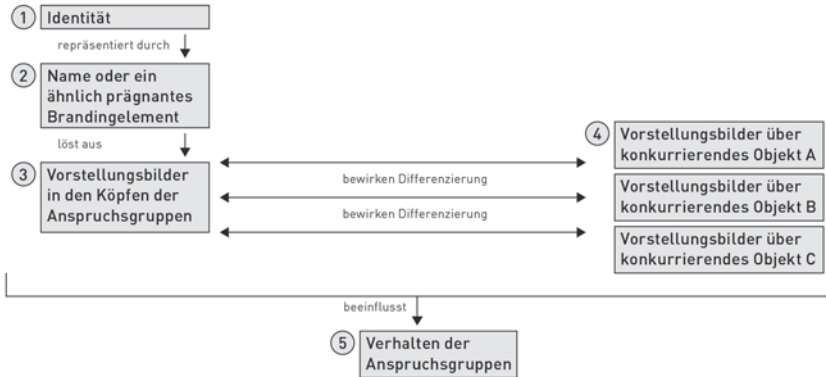 1 Identität
repräsentiert durch
2 Name oder ein
ähnlich prägnantes
Brandingelement
löst aus
3 Vorstellungsbilder
in den Köpfen der
Anspruchsgruppen
bewirken Differenzierung
bewirken Differenzierung
4 Vorstellungsbilder über
konkurrierendes Objekt A
Vorstellungsbilder über
konkurrierendes Objekt B
Vorstellungsbilder über
konkurrierendes Objekt C
beeinflusst
5 Verhalten der
Anspruchsgruppen